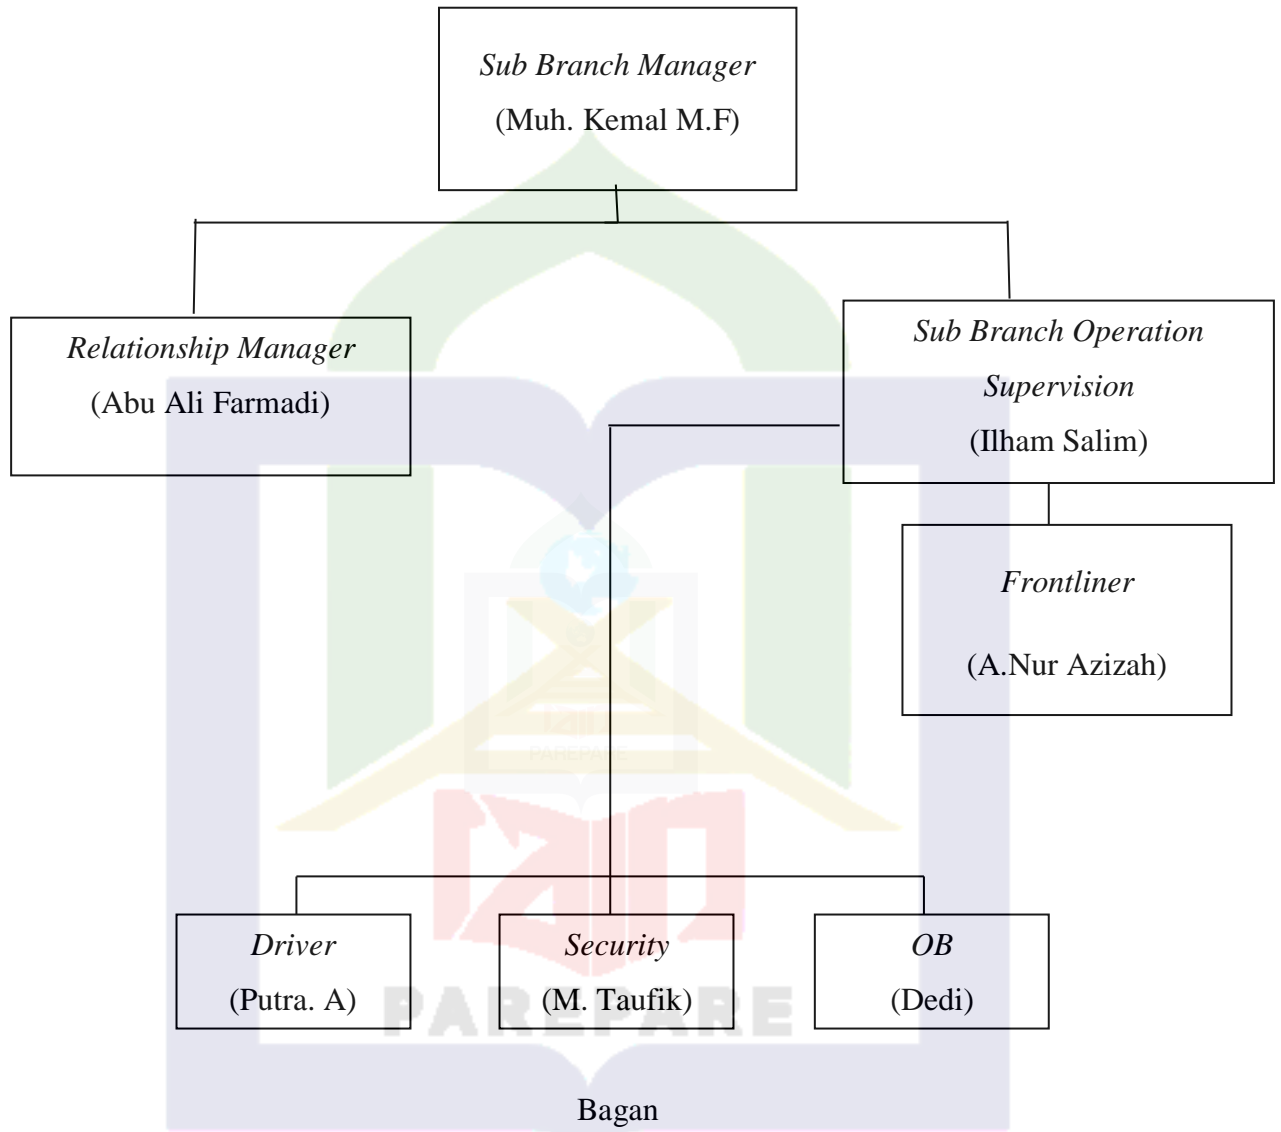 Sub Branch Manager
(Muh. Kemal M.F)
Relationship Manager
(Abu Ali Farmadi)
Sub Branch Operation
Supervision
(Ilham Salim)
Frontliner
(A.Nur Azizah)
PAREPARE
Driver
(Putra. A)
Security
(M. Taufik)
OB
(Dedi)
PAREPARE
Bagan